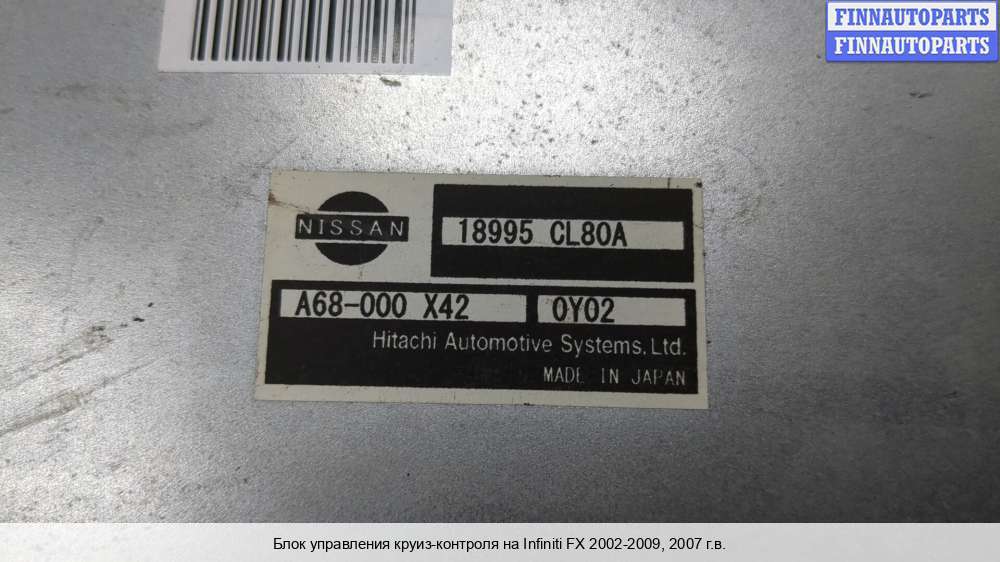 FINNAUTOPARTS
FINNAUTOPARTS
NISSAN
18995 CL80A
A68-000 X42
0Y02
Hitachi Automotive Systems,Ltd.
MADE IN JAPAN
Блок управления круиз-контроля на Infiniti FX 2002-2009, 2007 г.в.